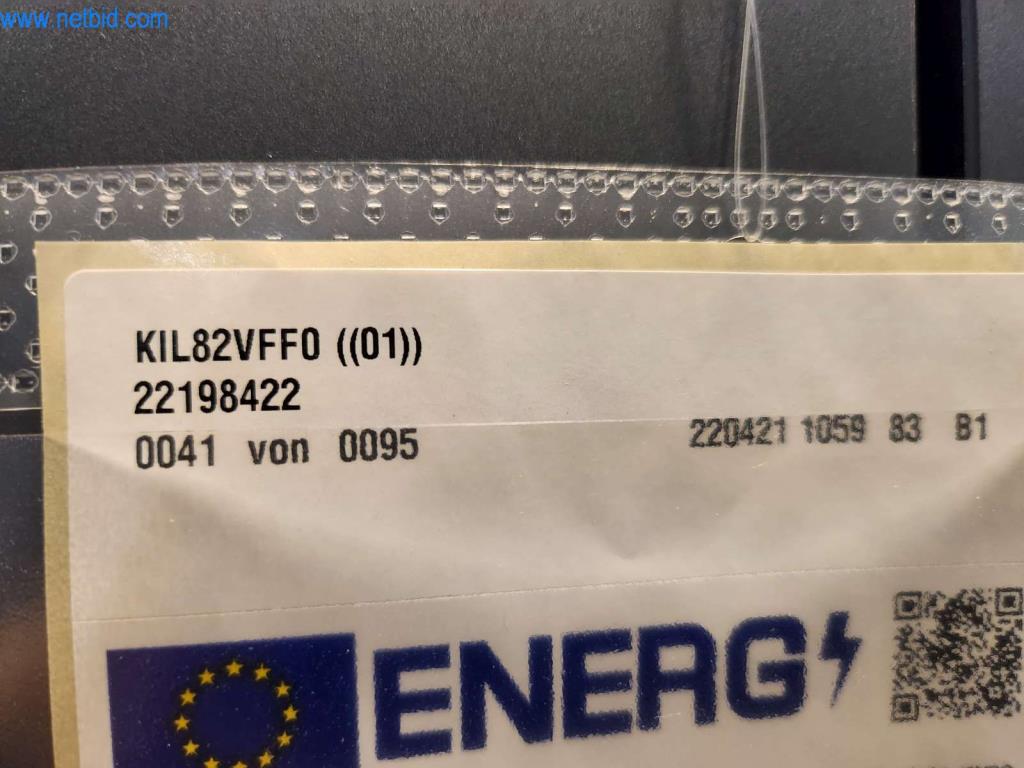 www.netbid.com
KIL82VFF0 ((01))
22198422
0041 von 0095 220421 1059 83 B1
ENERG